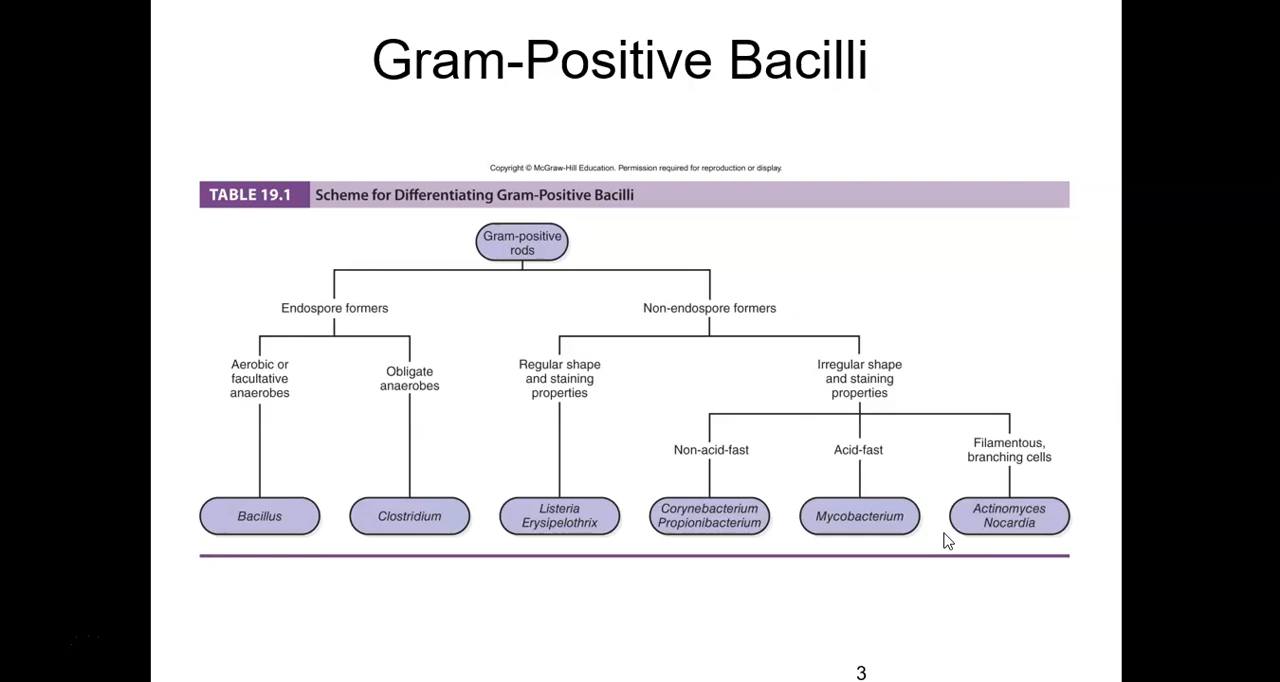 Gram-Positive Bacilli
Copyright © McGraw-Hill Education. Permission required for reproduction or display.
TABLE 19.1 Scheme for Differentiating Gram-Positive Bacilli
Gram-positive
rods
Endospore formers
Non-endospore formers
Aerobic or
facultative
anaerobes
Obligate
anaerobes
Regular shape
and staining
properties
Irregular shape
and staining
properties
Non-acid-fast
Acid-fast
Filamentous,
branching cells
Bacillus
Clostridium
Listeria
Erysipelothrix
Corynebacterium
Propionibacterium
Mycobacterium
Actinomyces
Nocardia
3